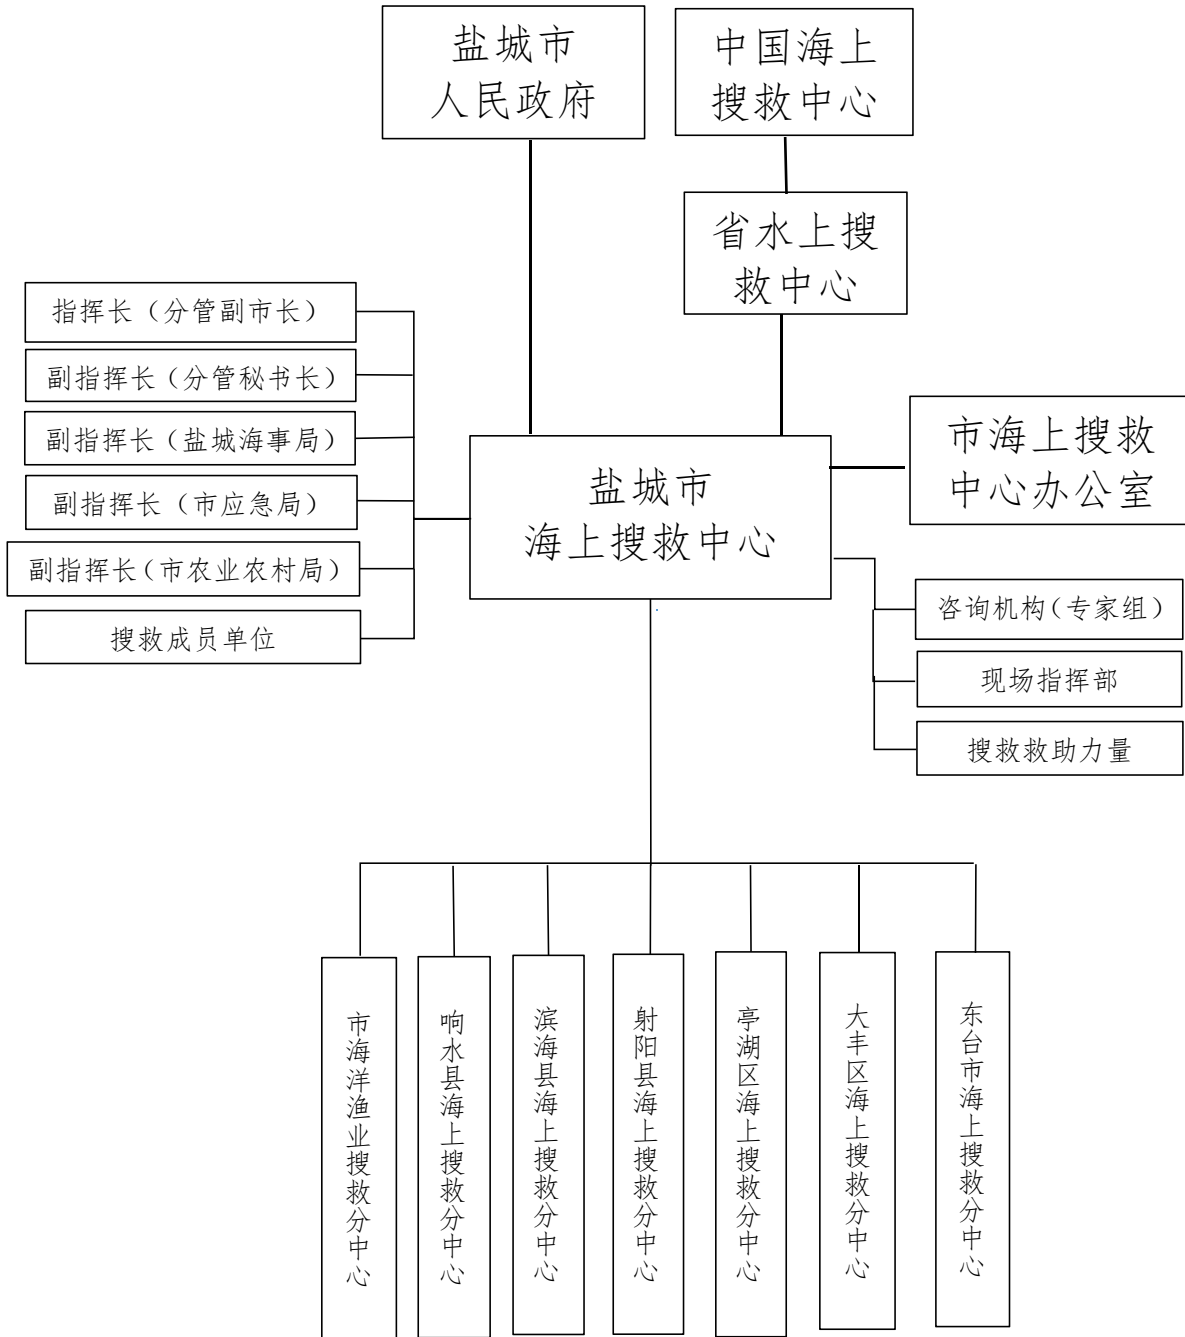 盐城市
人民政府
中国海上
搜救中心
省水上搜
救中心
指挥长（分管副市长）
副指挥长（分管秘书长）
副指挥长（盐城海事局）
副指挥长（市应急局）
副指挥长（市农业农村局）
搜救成员单位
盐城市
海上搜救中心
市海上搜救
中心办公室
咨询机构（专家组）
现场指挥部
搜救救助力量
市海洋渔业搜救分中心
响水县海上搜救分中心
滨海县海上搜救分中心
射阳县海上搜救分中心
亭湖区海上搜救分中心
大丰区海上搜救分中心
东台市海上搜救分中心